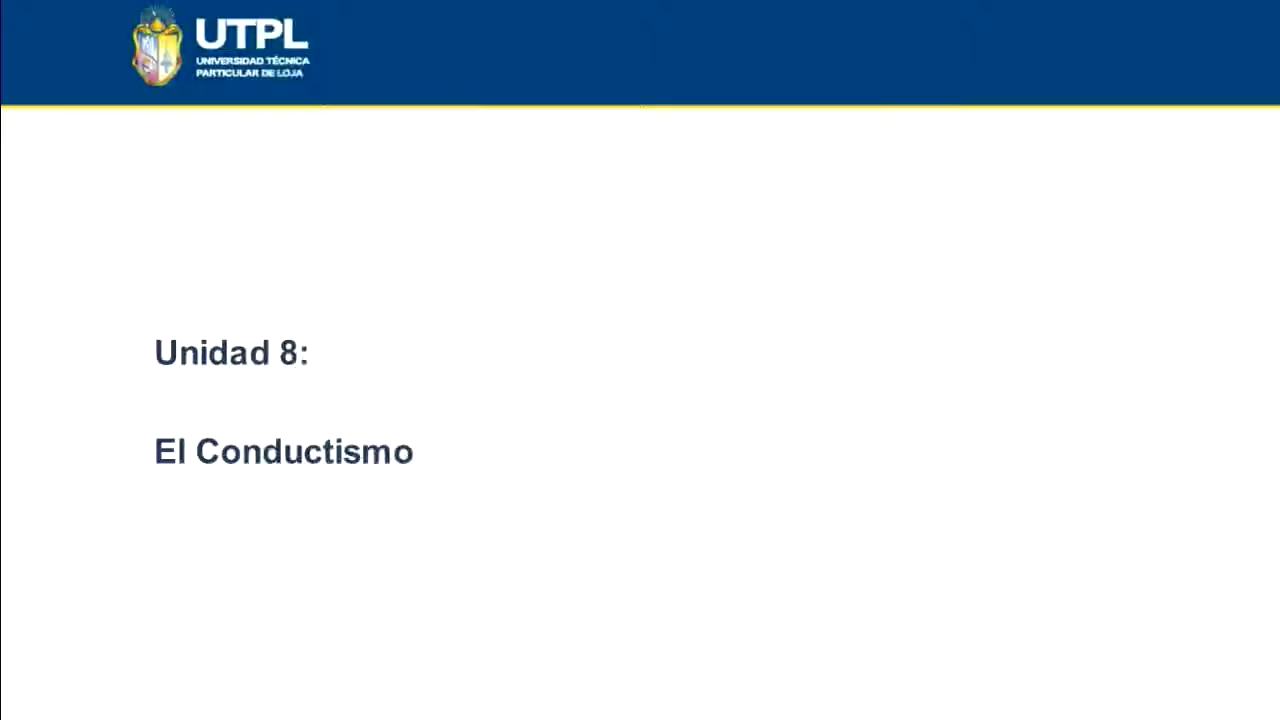 UTPL
UNIVERSIDAD TÉCNICA
PARTICULAR DE LOJA
Unidad 8:
El Conductismo